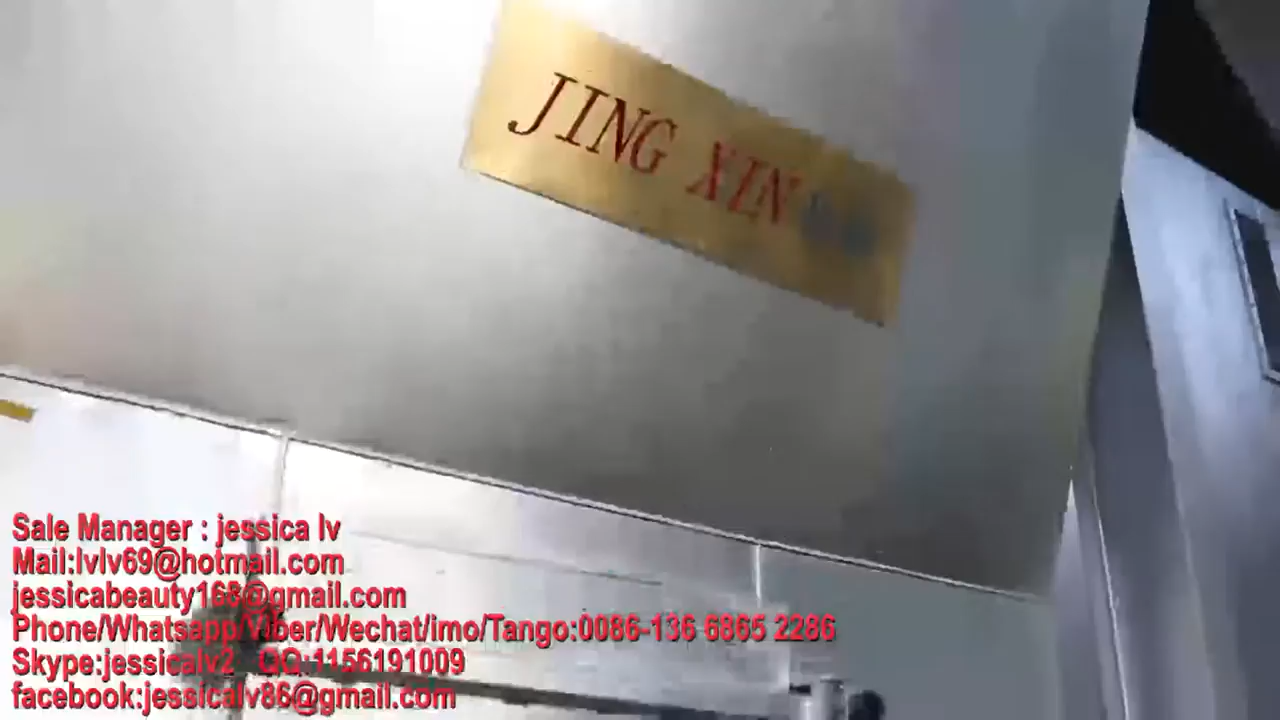 JING XIN
Sale Manager : jessica lv
Mail:lvlv69@hotmail.com
jessicabeauty168@gmail.com
Phone/Whatsapp/Viber/Wechat/imo/Tango:0086-136 6865 2286
Skype:jessicalv2 QQ:1156191009
facebook:jessicalv86@gmail.com